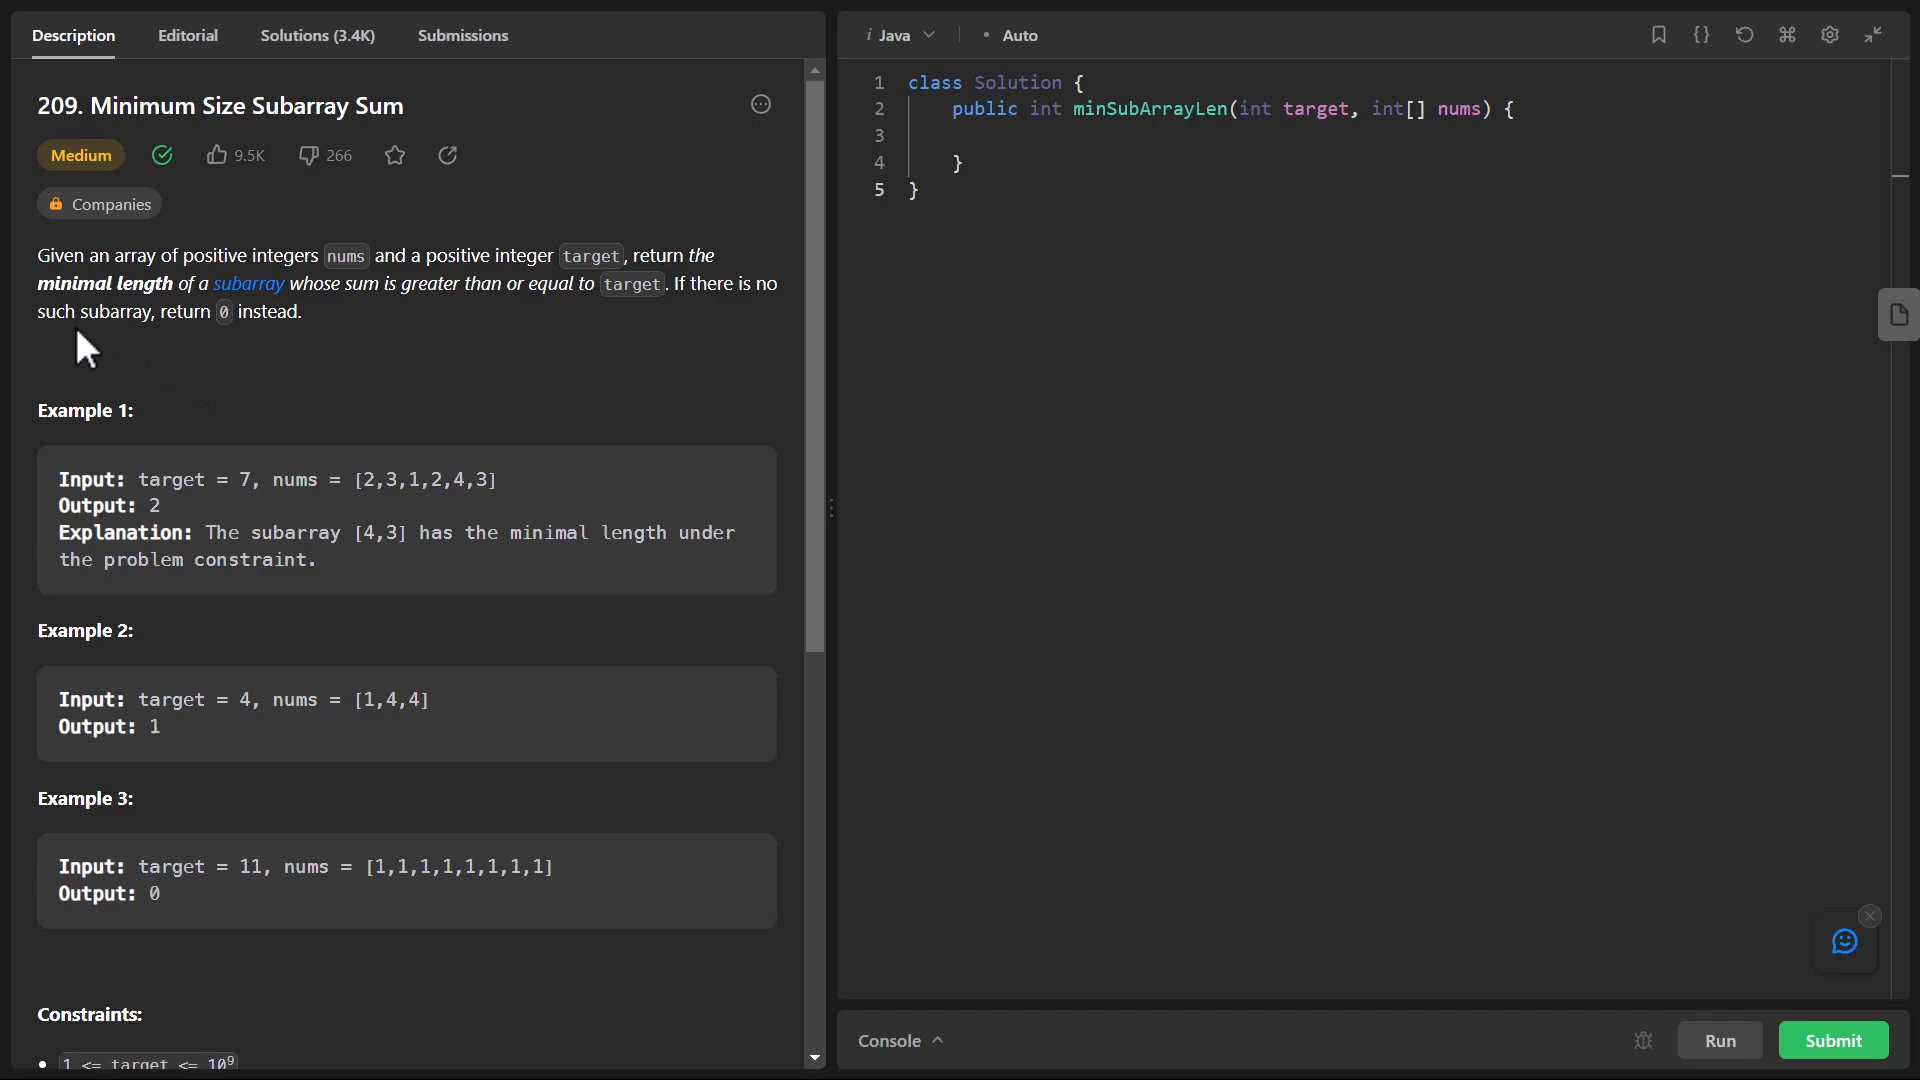 Description Editorial Solutions (3.4K) Submissions
209. Minimum Size Subarray Sum
Medium 9.5K 266
Companies
Given an array of positive integers nums and a positive integer target, return the
minimal length of a subarray whose sum is greater than or equal to target. If there is no
such subarray, return 0 instead.
Example 1:
Input: target = 7, nums = [2,3,1,2,4,3]
Output: 2
Explanation: The subarray [4,3] has the minimal length under
the problem constraint.
Example 2:
Input: target = 4, nums = [1,4,4]
Output: 1
Example 3:
Input: target = 11, nums = [1,1,1,1,1,1,1,1]
Output: 0
Constraints:
• 1 <= target <= 10⁹
i Java • Auto
1 class Solution {
2 public int minSubArrayLen(int target, int[] nums) {
3
4 }
5 }
Console Run Submit